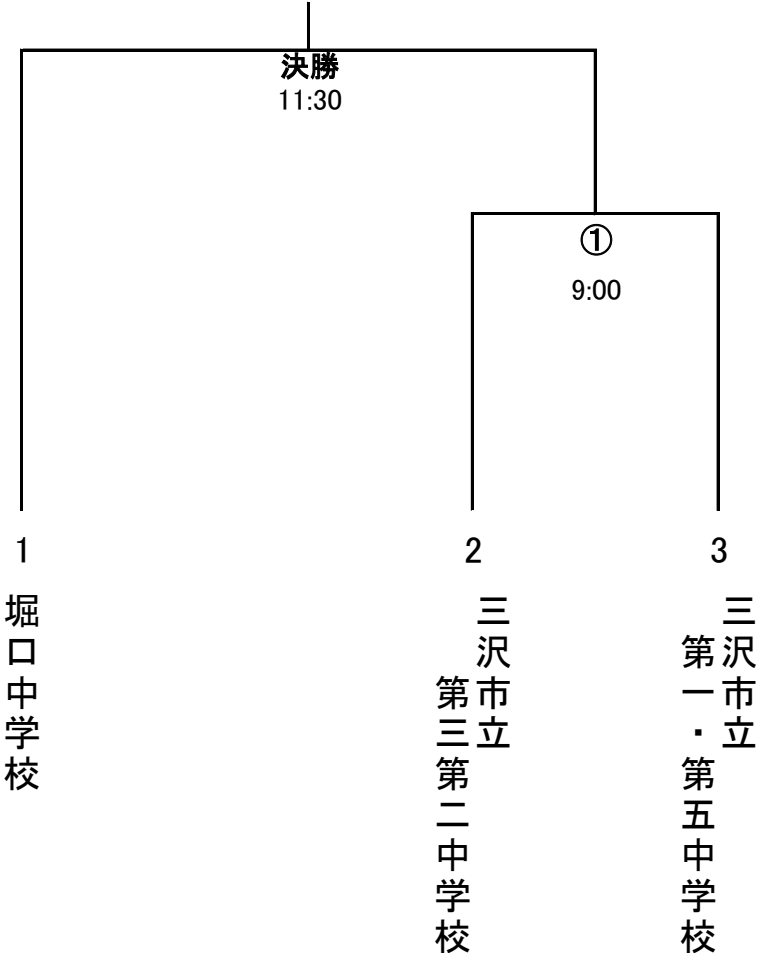 決勝
11:30
①
9:00
1
2
3
堀口中学校
三沢市立
第三第二中学校
三沢市立
第一・第五中学校